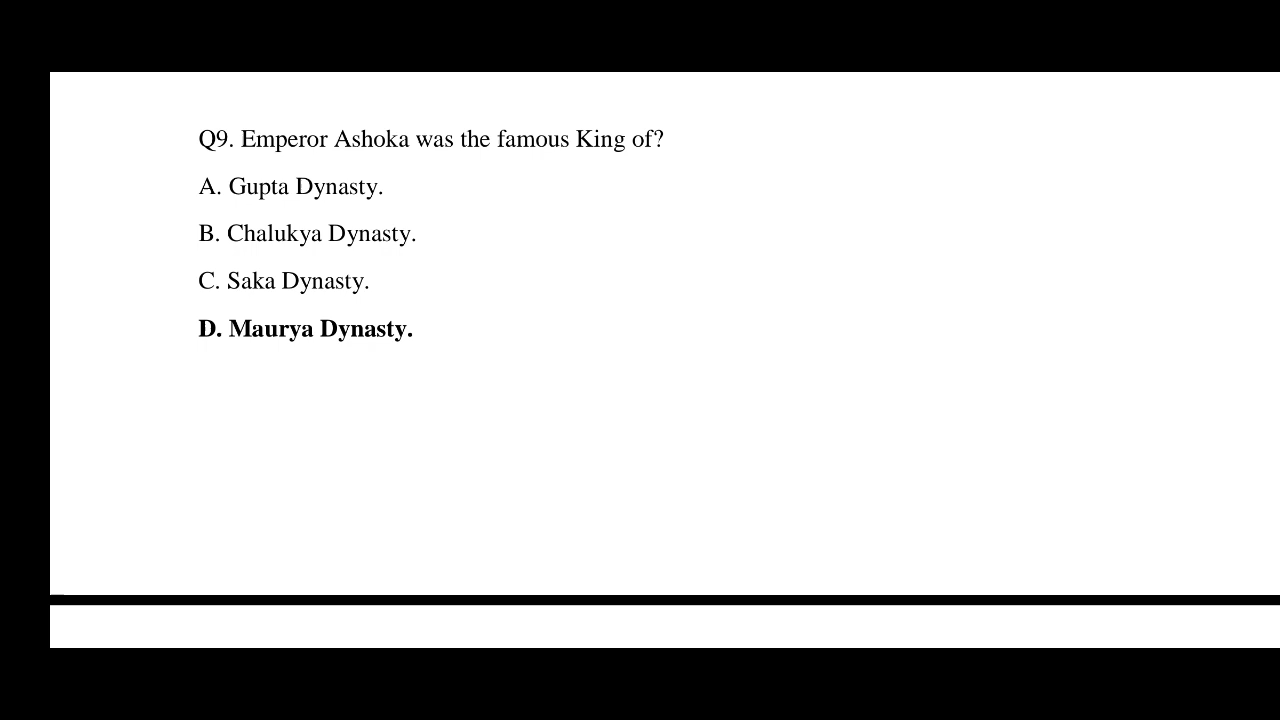 Q9. Emperor Ashoka was the famous King of?
A. Gupta Dynasty.
B. Chalukya Dynasty.
C. Saka Dynasty.
D. Maurya Dynasty.